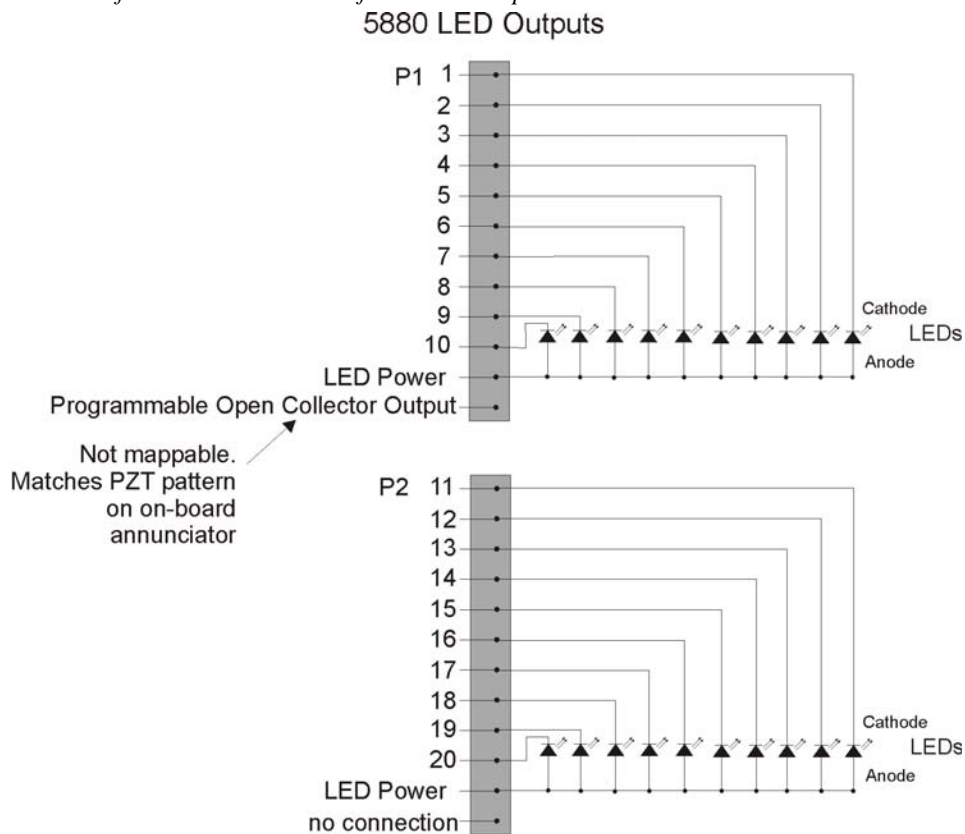 5880 LED Outputs
P1 1
2
3
4
5
6
7
8
9
10
Cathode
LEDs
Anode
LED Power
Programmable Open Collector Output
Not mappable.
Matches PZT pattern
on on-board
annunciator
P2 11
12
13
14
15
16
17
18
19
20
Cathode
LEDs
Anode
LED Power
no connection